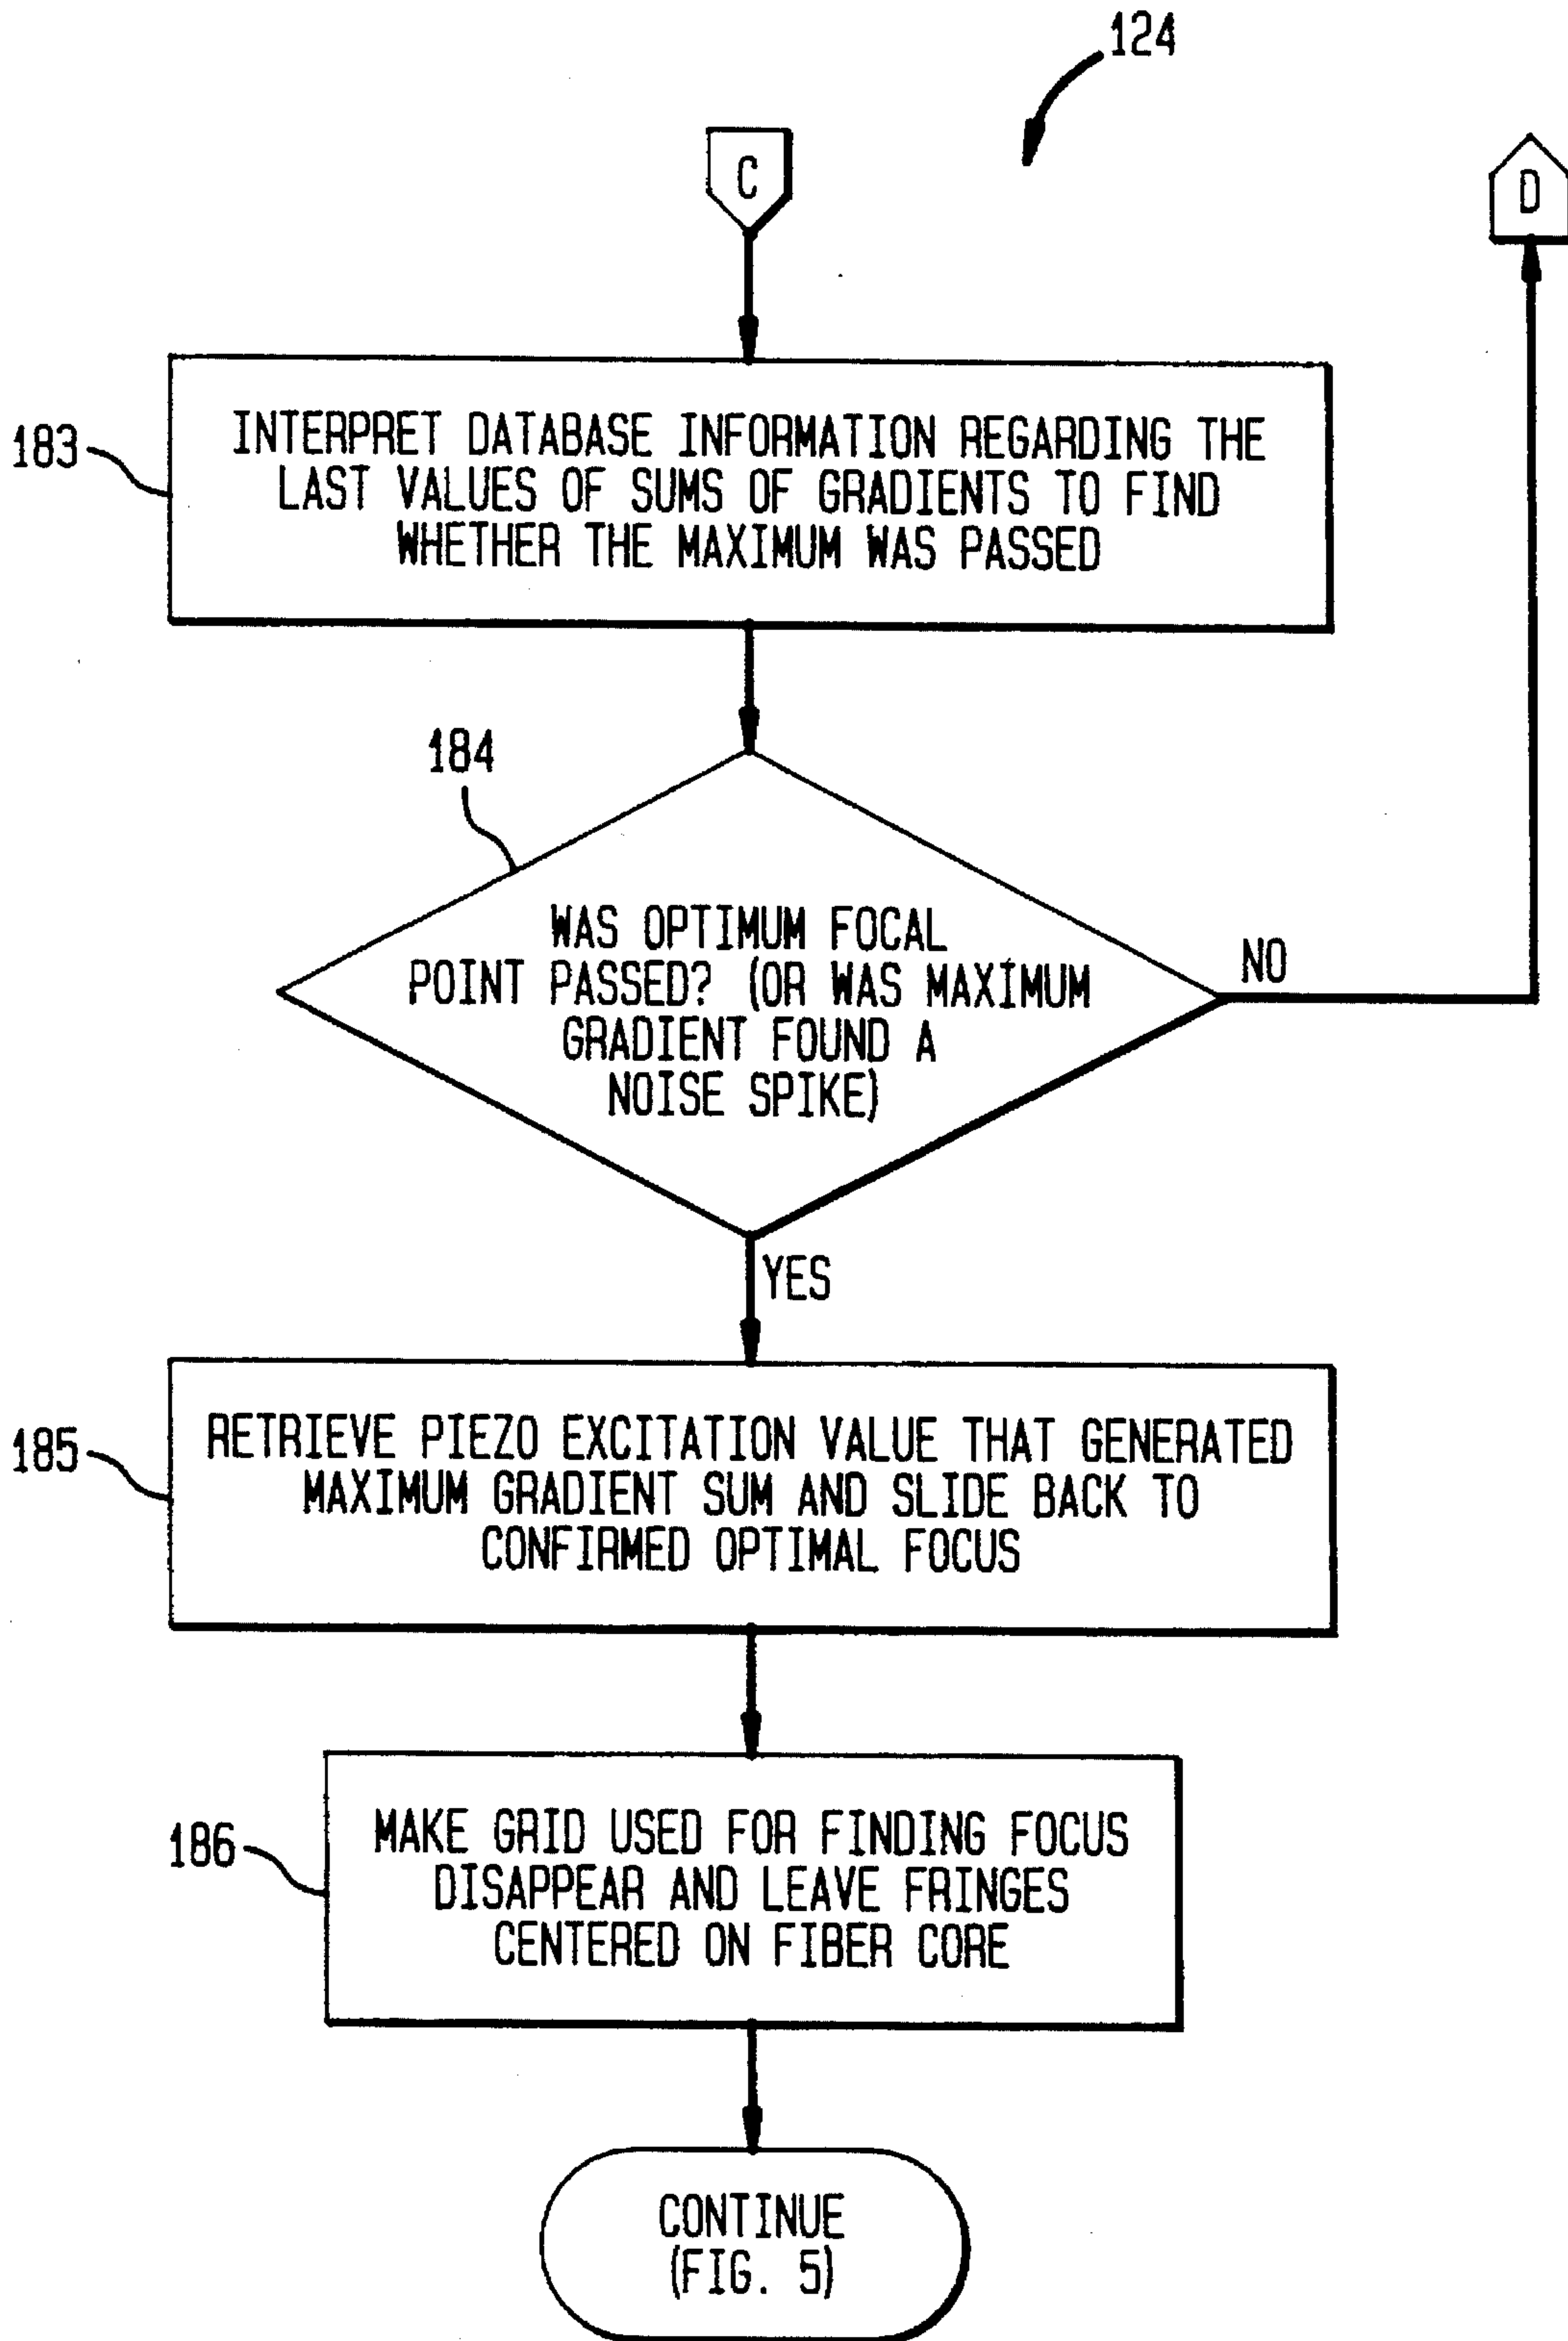 124
C
D
183
INTERPRET DATABASE INFORMATION REGARDING THE
LAST VALUES OF SUMS OF GRADIENTS TO FIND
WHETHER THE MAXIMUM WAS PASSED
184
WAS OPTIMUM FOCAL
POINT PASSED? (OR WAS MAXIMUM
GRADIENT FOUND A
NOISE SPIKE)
NO
YES
185
RETRIEVE PIEZO EXCITATION VALUE THAT GENERATED
MAXIMUM GRADIENT SUM AND SLIDE BACK TO
CONFIRMED OPTIMAL FOCUS
186
MAKE GRID USED FOR FINDING FOCUS
DISAPPEAR AND LEAVE FRINGES
CENTERED ON FIBER CORE
CONTINUE
(FIG. 5)